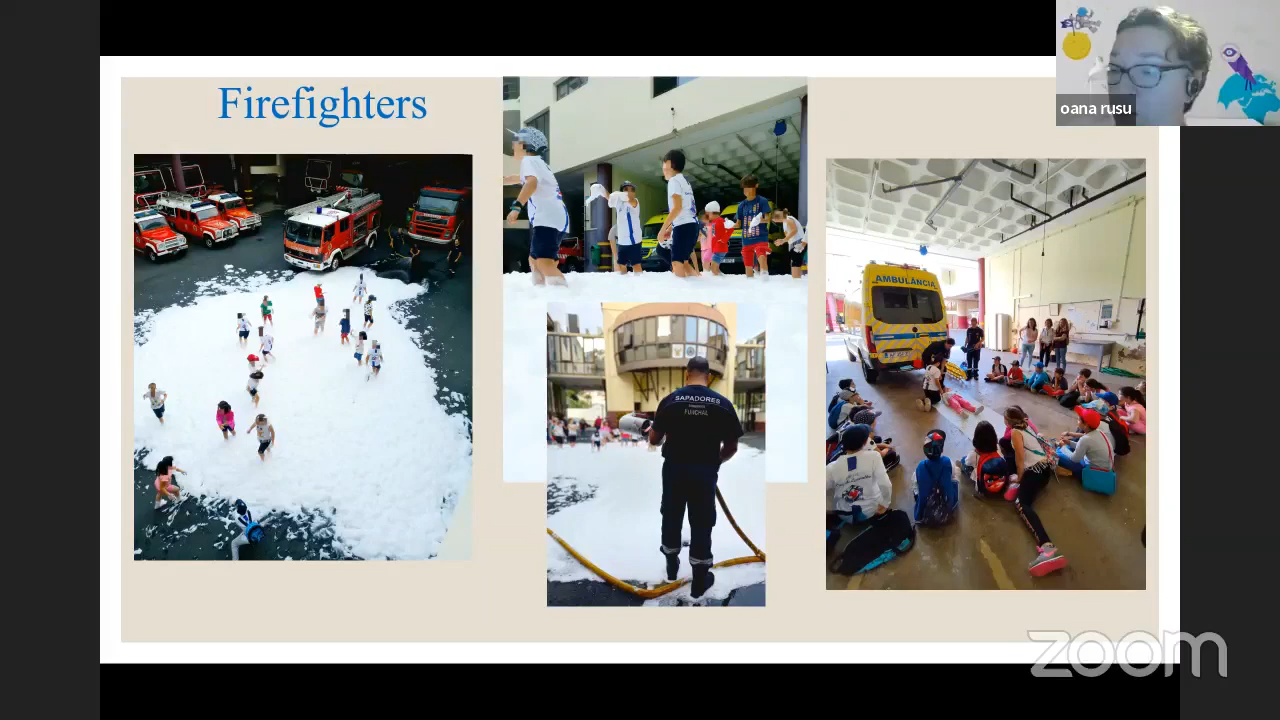 Firefighters
oana rusu
AMBULÂNCIA
SAPADORES
FUNCHAL
zoom